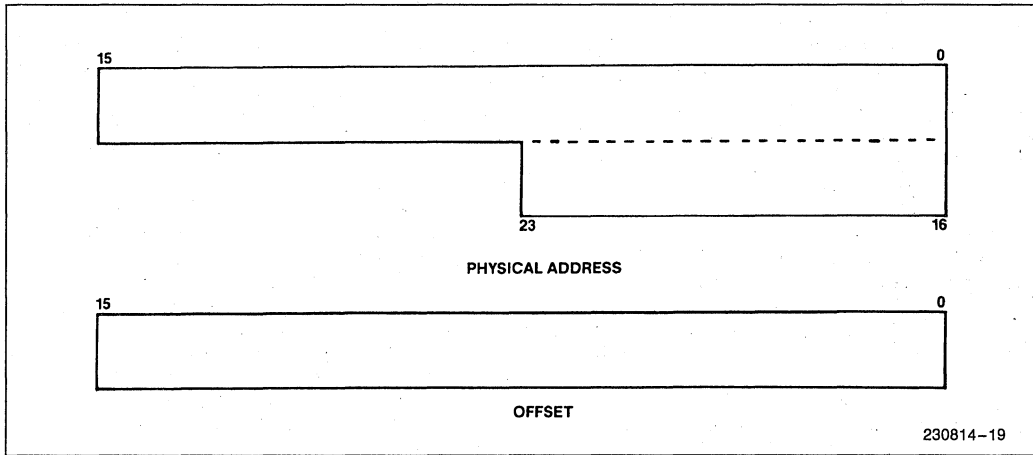 15 0
23 16
PHYSICAL ADDRESS
15 0
OFFSET
230814-19